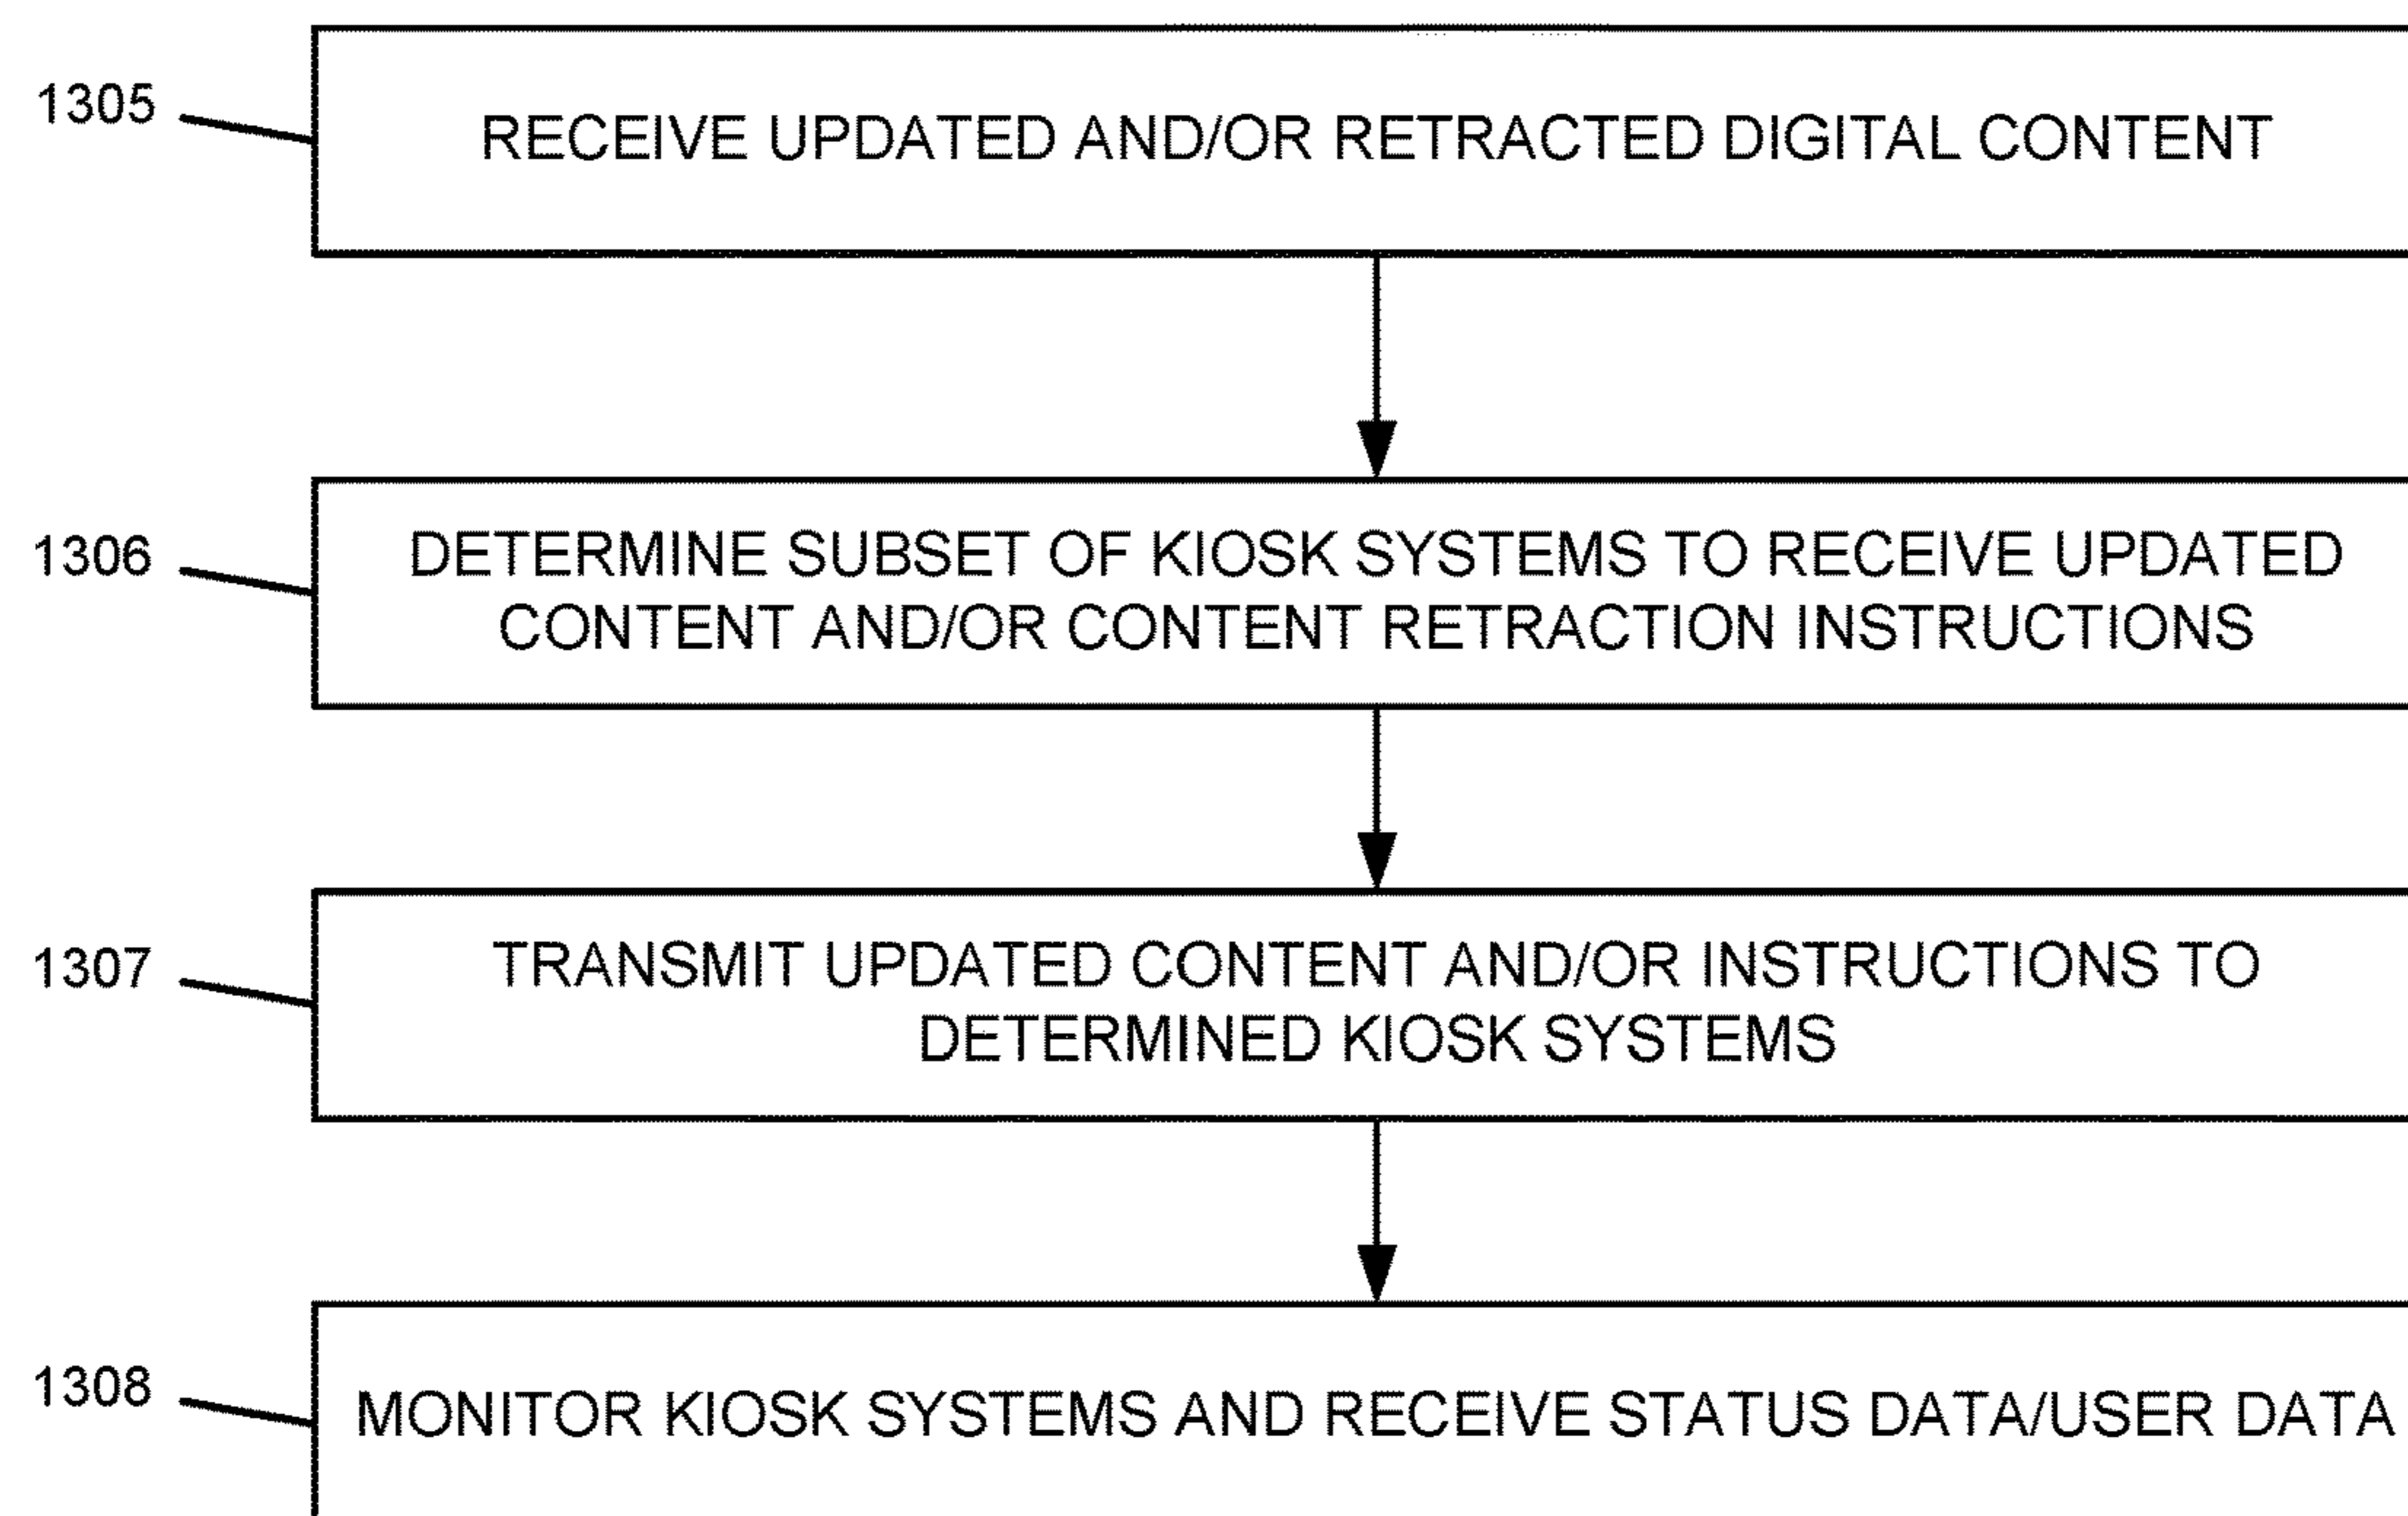 1305
RECEIVE UPDATED AND/OR RETRACTED DIGITAL CONTENT
1306
DETERMINE SUBSET OF KIOSK SYSTEMS TO RECEIVE UPDATED
CONTENT AND/OR CONTENT RETRACTION INSTRUCTIONS
1307
TRANSMIT UPDATED CONTENT AND/OR INSTRUCTIONS TO
DETERMINED KIOSK SYSTEMS
1308
MONITOR KIOSK SYSTEMS AND RECEIVE STATUS DATA/USER DATA